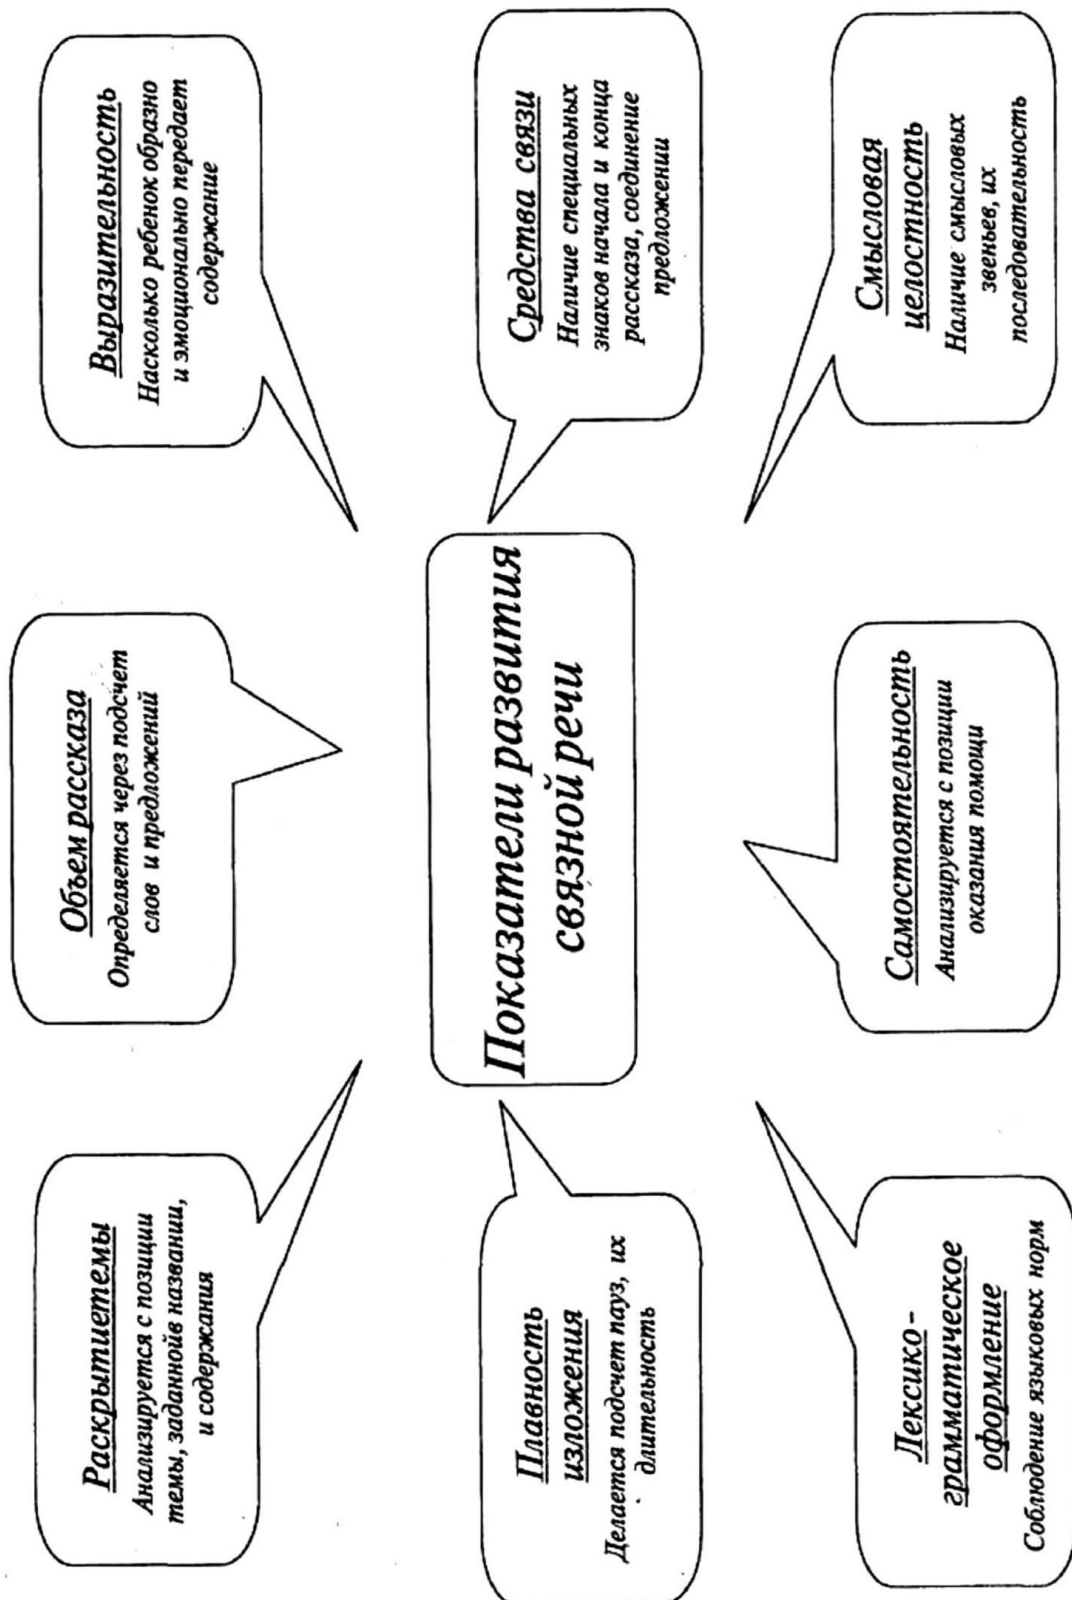 Раскрытиетемы
Анализируется с позиции
темы, заданнойв названии,
и содержания
Объем рассказа
Определяется через подсчет
слов и предложений
Выразительность
Насколько ребенок образно
и эмоционально передает
содержание
Плавность
изложения
Делается подсчет пауз, их
длительность
Показатели развития
связной речи
Средства связи
Наличие специальных
знаков начала и конца
рассказа, соединение
предложении
Лексико-
грамматическое
оформление
Соблюдение языковых норм
Самостоятельность
Анализируется с позиции
оказания помощи
Смысловая
целостность
Наличие смысловых
звеньев, их
последовательность